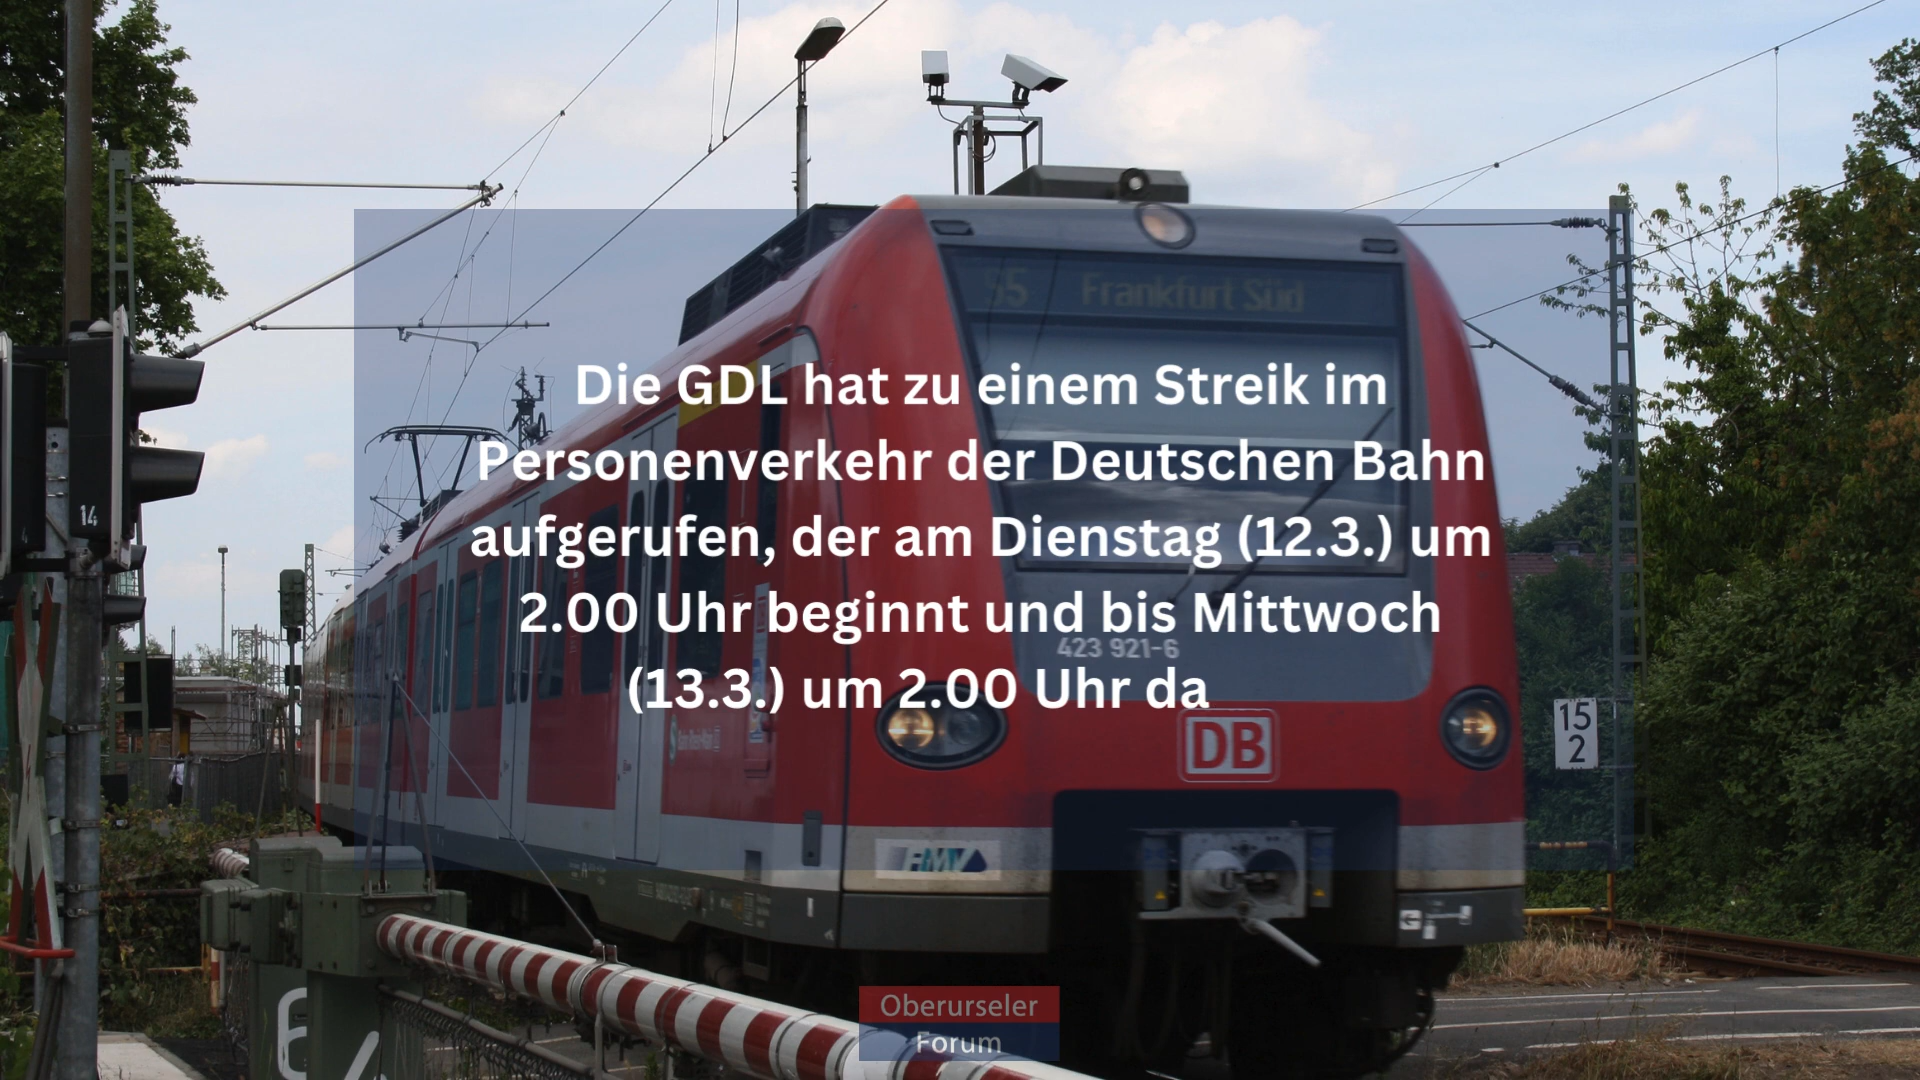 S5 Frankfurt Süd
Die GDL hat zu einem Streik im
Personenverkehr der Deutschen Bahn
aufgerufen, der am Dienstag (12.3.) um
2.00 Uhr beginnt und bis Mittwoch
(13.3.) um 2.00 Uhr da
423 921-6
14
15
2
DB
RMV
Oberurseler
Forum